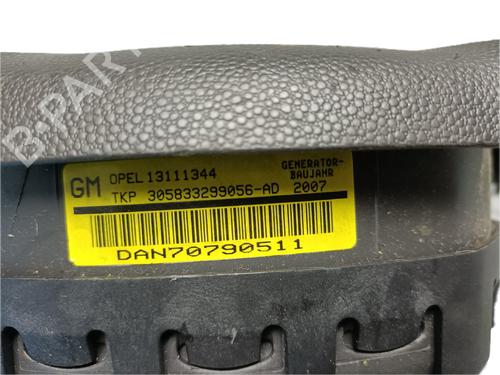 B-PARTS
GM OPEL 13111344 GENERATOR-
BAUJAHR
TKP 305833299056-AD 2007
DAN70790511